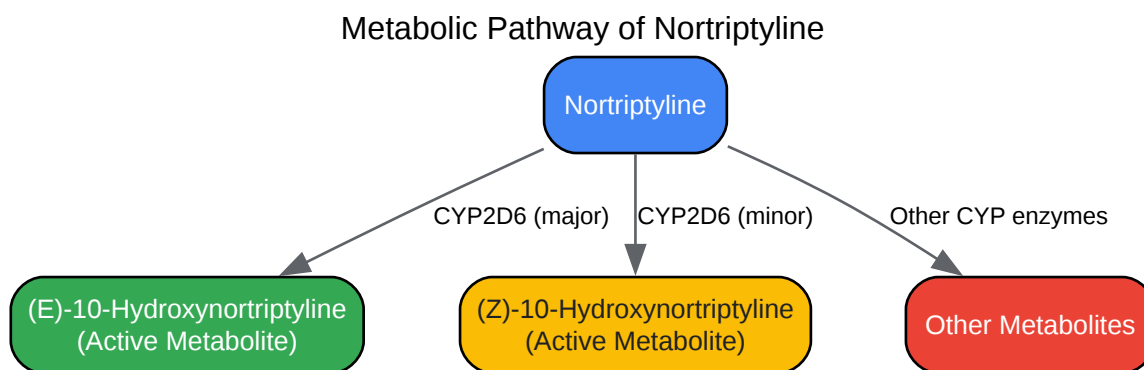 Metabolic Pathway of Nortriptyline
Nortriptyline
CYP2D6 (major)
CYP2D6 (minor)
Other CYP enzymes
(E)-10-Hydroxynortriptyline
(Active Metabolite)
(Z)-10-Hydroxynortriptyline
(Active Metabolite)
Other Metabolites